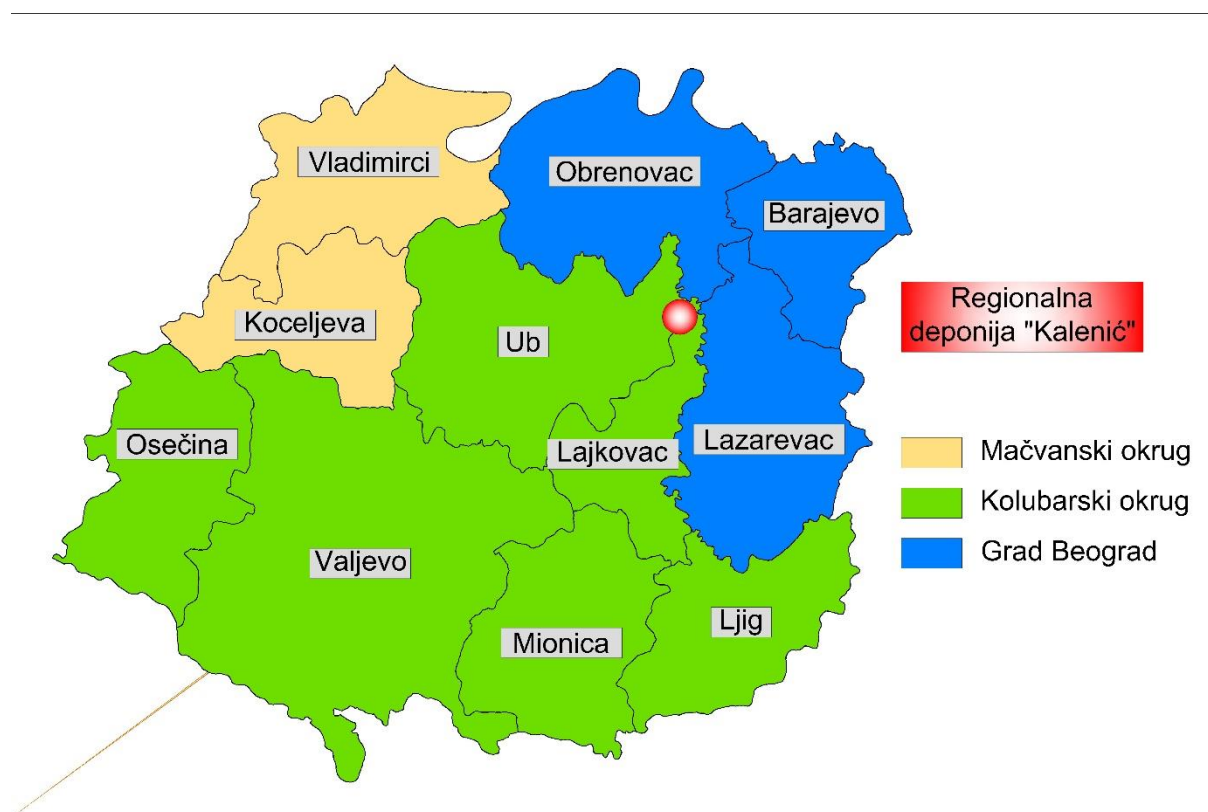 Vladimirci
Obrenovac
Barajevo
Koceljeva
Ub
Regionalna
deponija "Kalenić"
Osečina
Lajkovac
Lazarevac
Mačvanski okrug
Kolubarski okrug
Grad Beograd
Valjevo
Mionica
Ljig